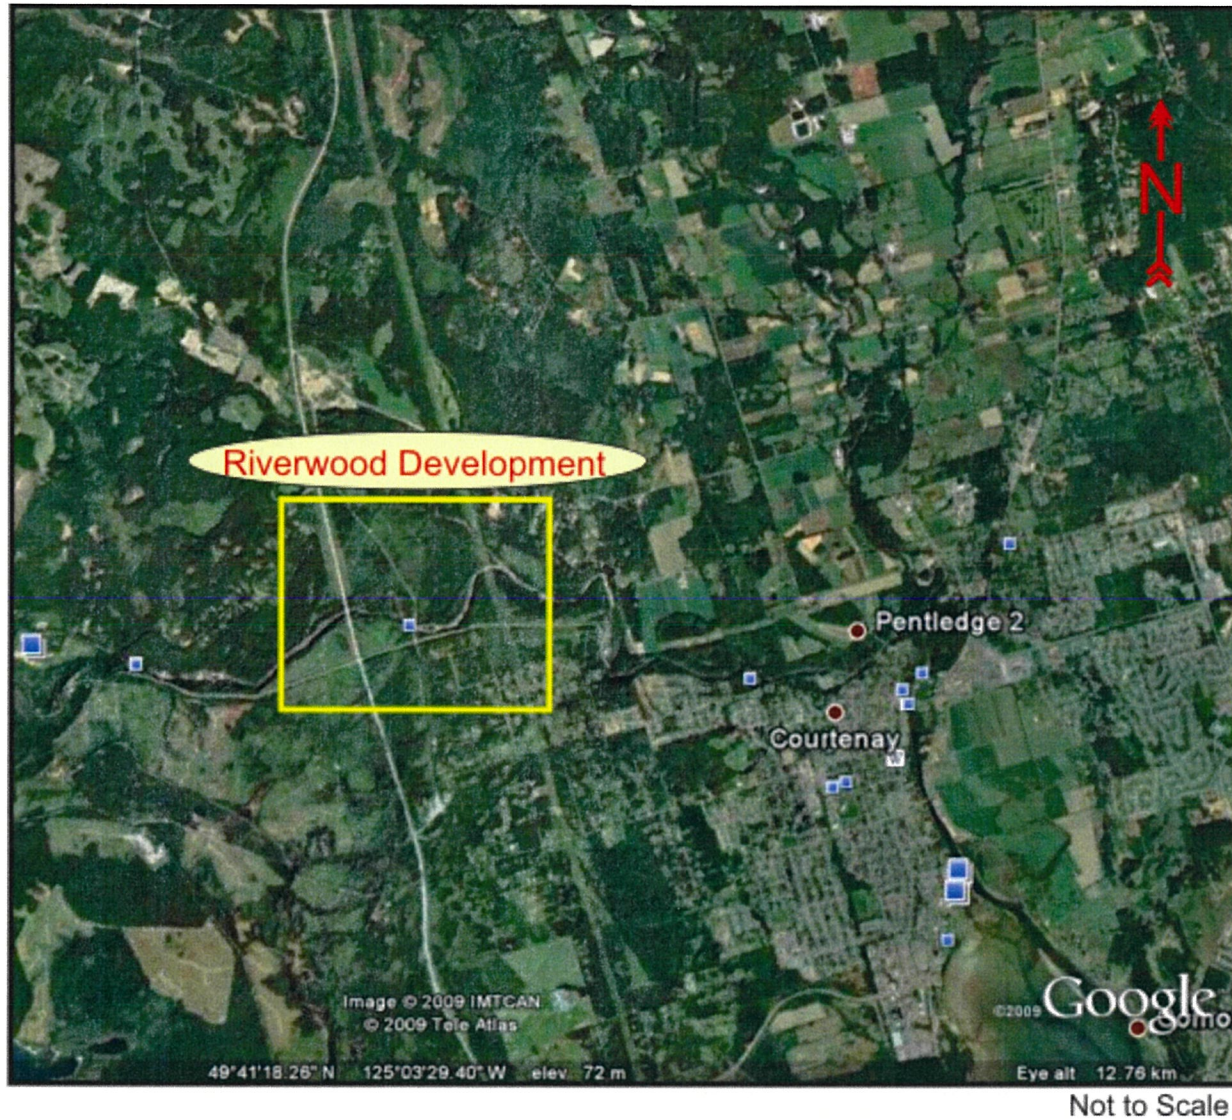 N
Riverwood Development
Pentledge 2
Courtenay
W
Image © 2009 IMTCAN
© 2009 Tele Atlas
©2009 Google
49°41'18.26" N 125°03'29.40" W elev 72 m
Eye alt 12.76 km
Not to Scale